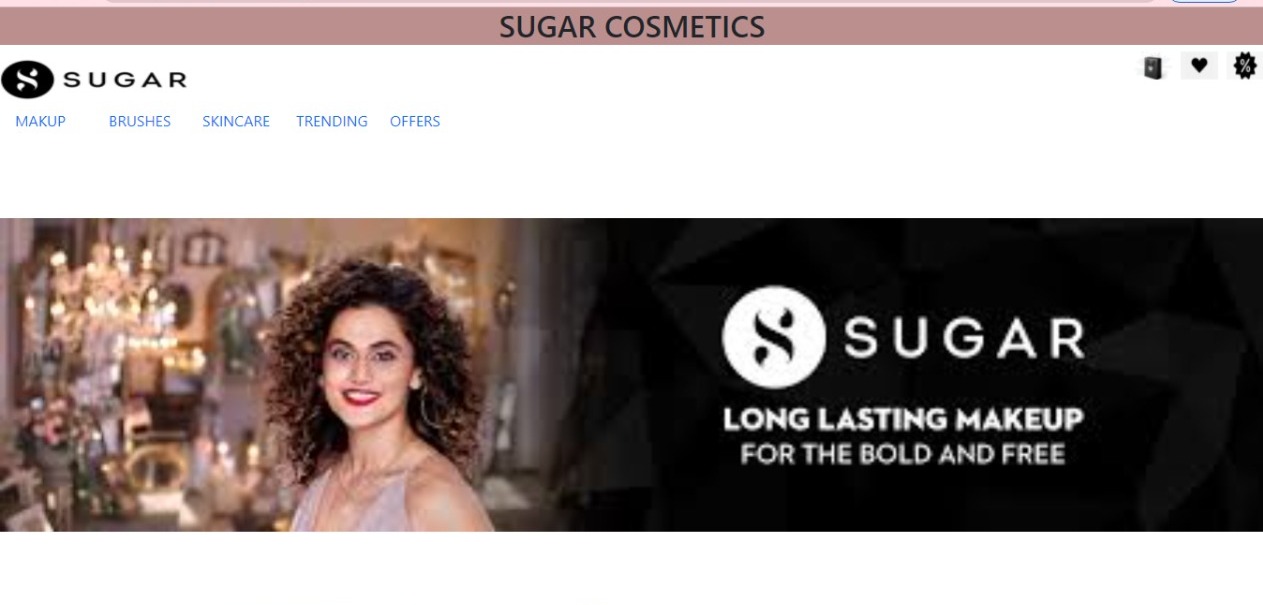 SUGAR COSMETICS
SUGAR
%
MAKUP BRUSHES SKINCARE TRENDING OFFERS
SUGAR
LONG LASTING MAKEUP
FOR THE BOLD AND FREE